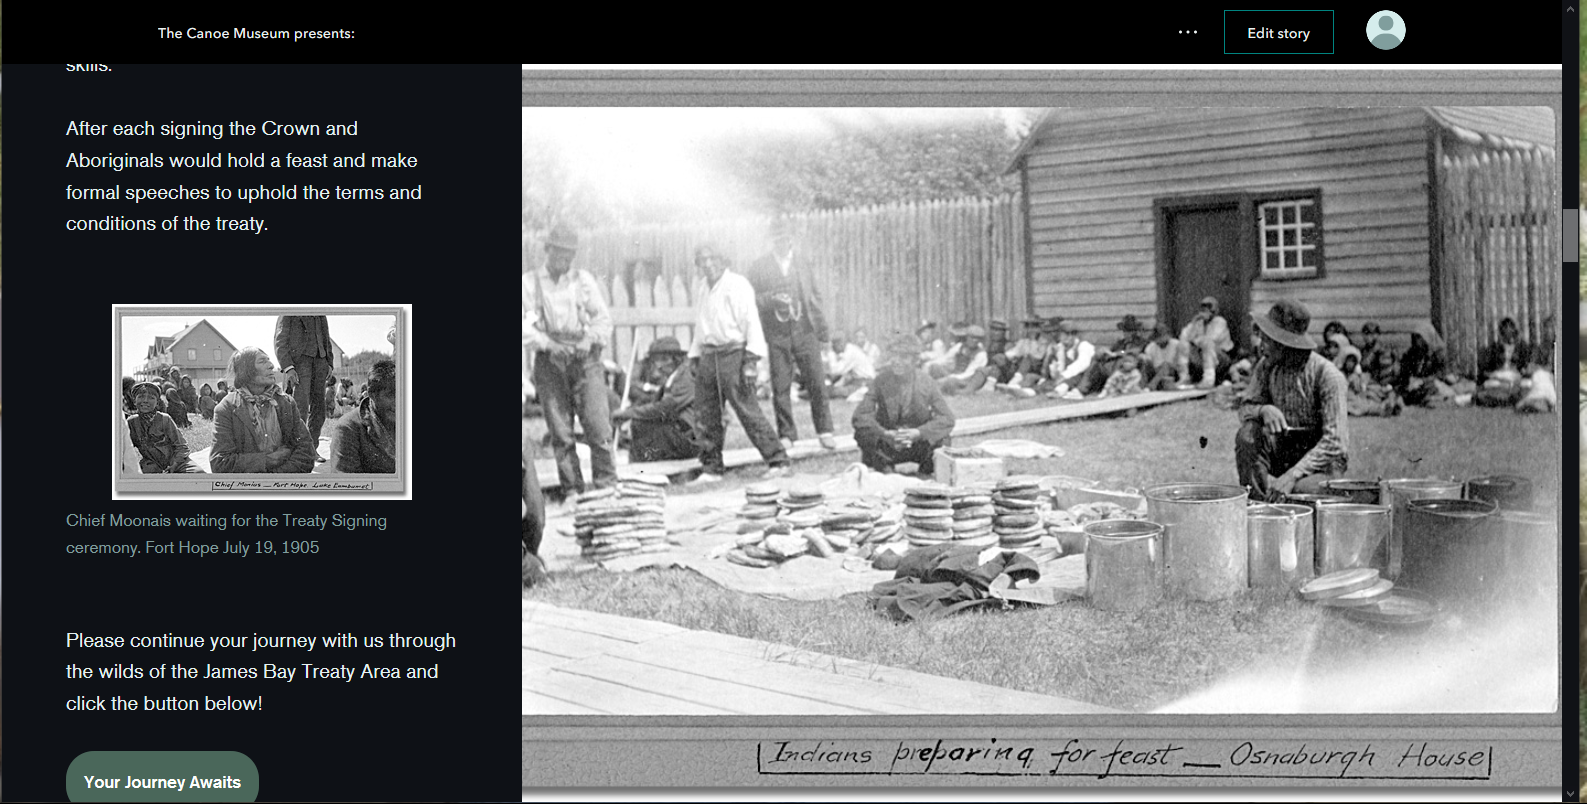 The Canoe Museum presents:
Edit story
skills.
After each signing the Crown and
Aboriginals would hold a feast and make
formal speeches to uphold the terms and
conditions of the treaty.
Chief Moonias — Fort Hope
Chief Moonais waiting for the Treaty Signing
ceremony. Fort Hope July 19, 1905
Please continue your journey with us through
the wilds of the James Bay Treaty Area and
click the button below!
Your Journey Awaits
Indians preparing for feast — Osnaburgh House